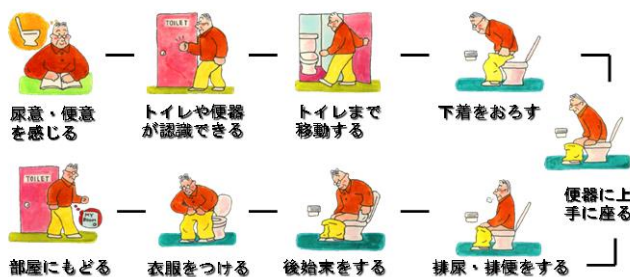 TOILET
尿意・便意
を感じる
トイレや便器
が認識できる
トイレまで
移動する
下着をおろす
便器に上
手に座る
排尿・排便をする
後始末をする
衣服をつける
TOILET
MY
Room
部屋にもどる